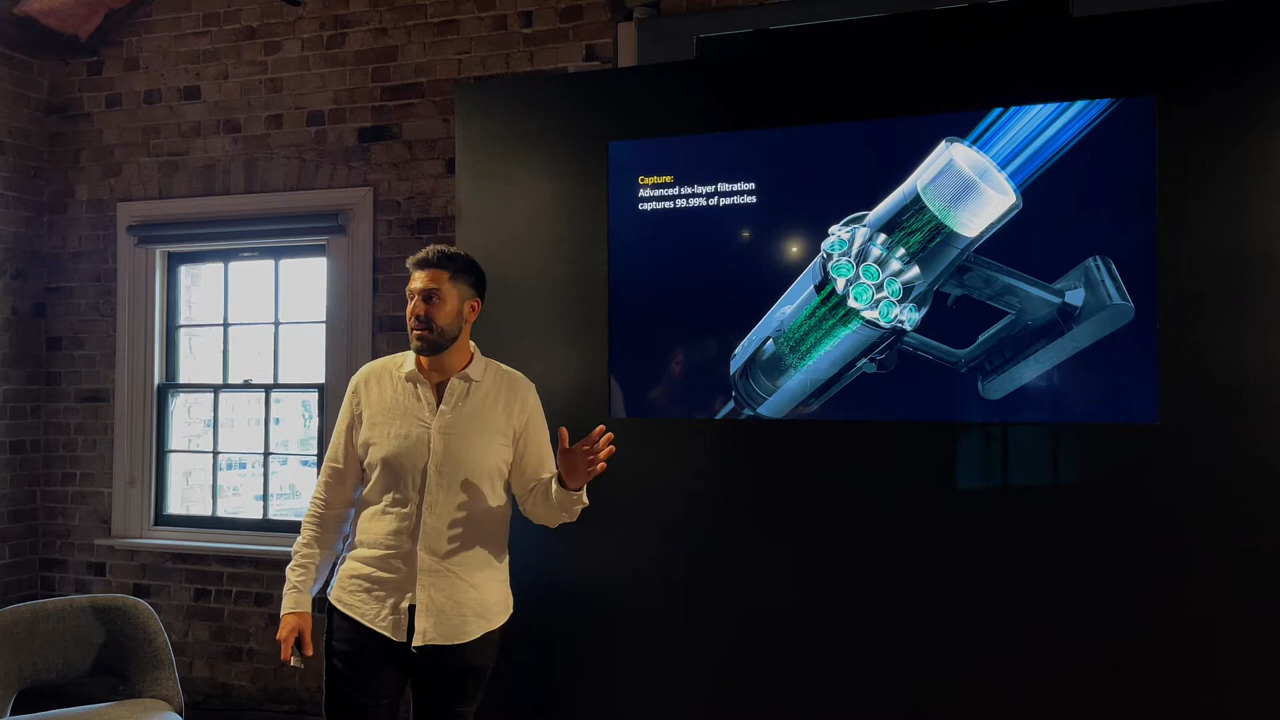 Capture:
Advanced six-layer filtration
captures 99.99% of particles